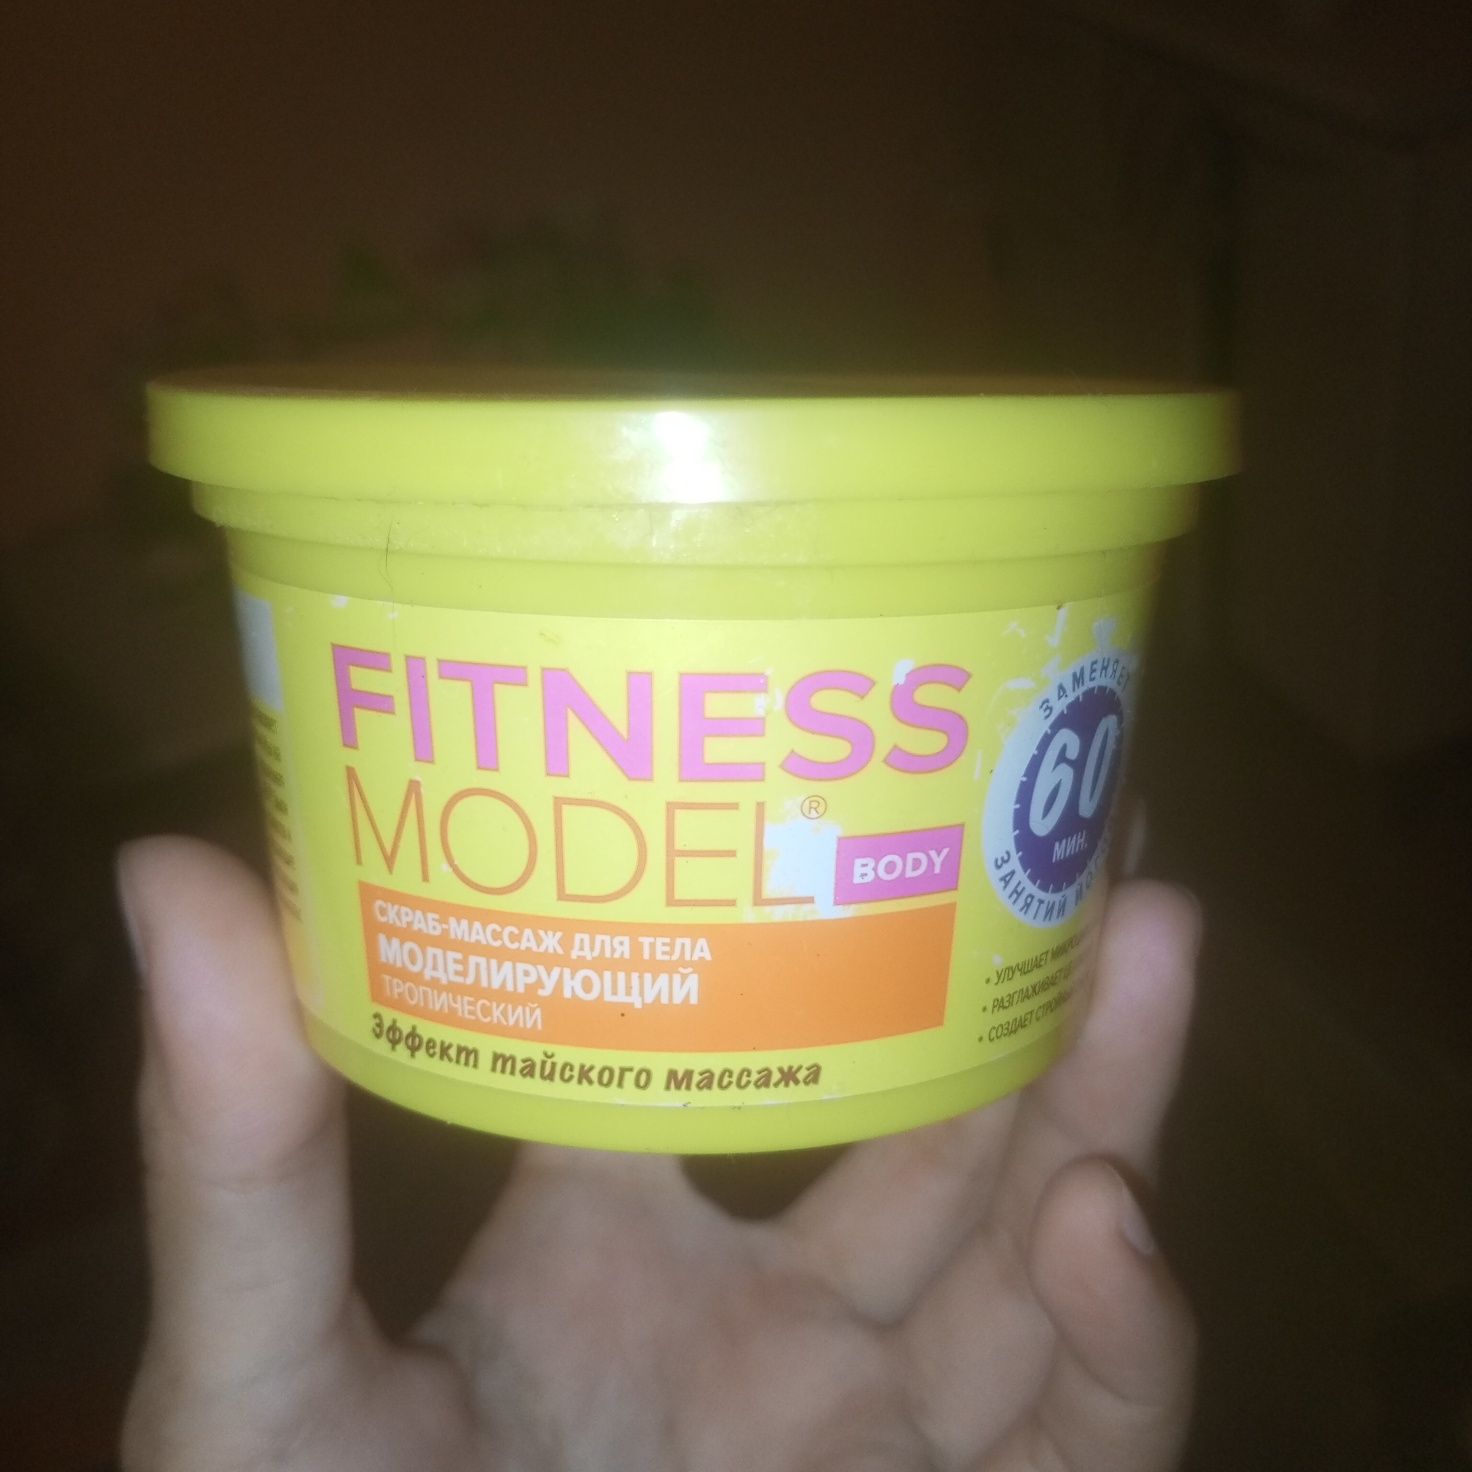 FITNESS
MODEL®
BODY
СКРАБ-МАССАЖ ДЛЯ ТЕЛА
МОДЕЛИРУЮЩИЙ
ТРОПИЧЕСКИЙ
Эффект тайского массажа
ЗАМЕНЯЕТ
60
МИН.
ЗАНЯТИЙ
• УЛУЧШАЕТ
• РАЗГЛАЖИВАЕТ
• СОЗДАЕТ